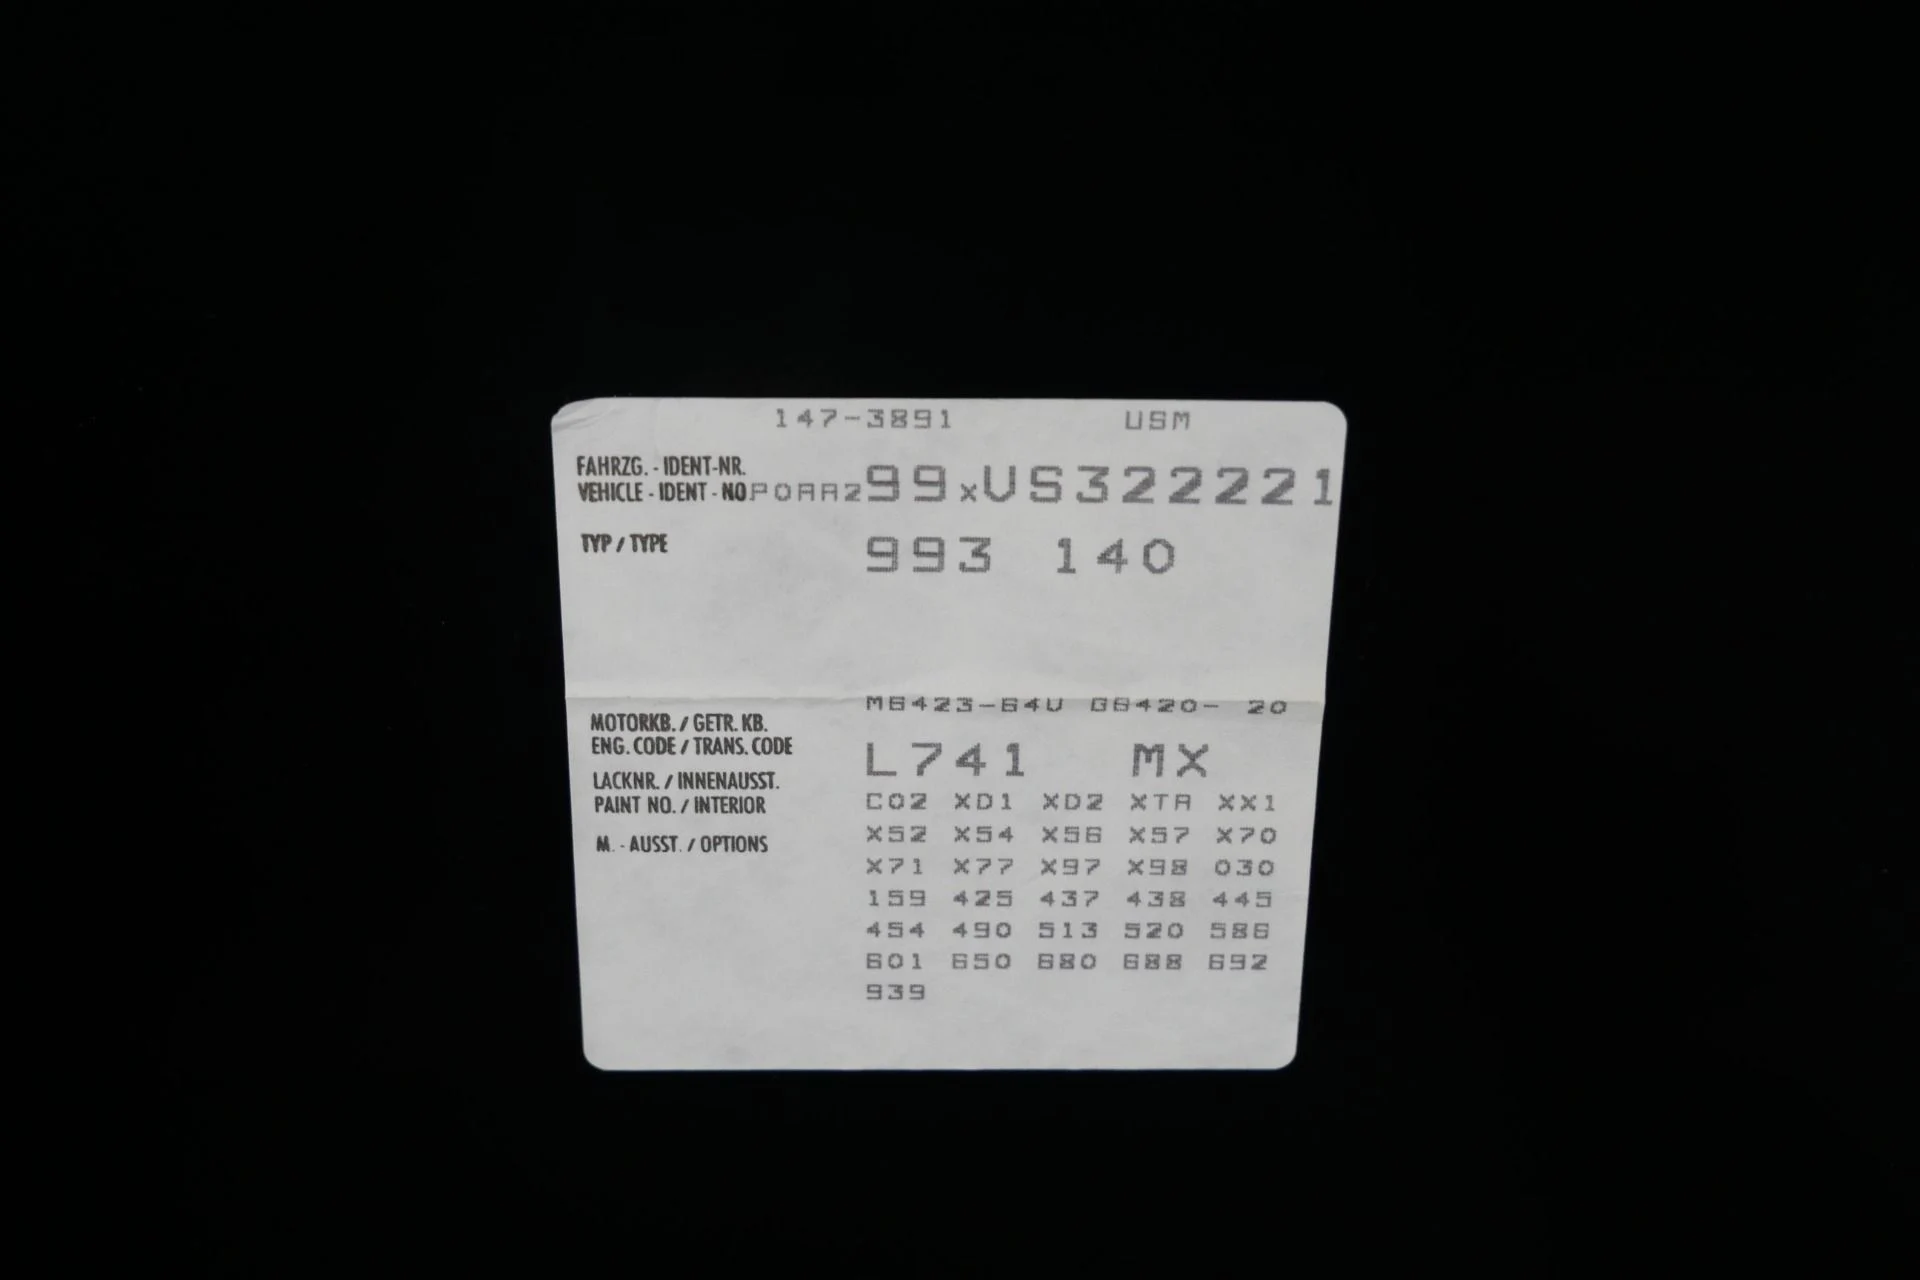 147-3891 USM
FAHRZG. - IDENT-NR.
VEHICLE - IDENT - NO POAAZ99xVS322221
TYP / TYPE 993 140
M6423-64U G6420- 20
MOTORKB. / GETR. KB.
ENG. CODE / TRANS. CODE
L741 MX
LACKNR. / INNENAUSST.
PAINT NO. / INTERIOR
C02 XD1 XD2 XTA XX1
M. - AUSST. / OPTIONS
X52 X54 X56 X57 X70
X71 X77 X97 X98 030
159 425 437 438 445
454 490 513 520 586
601 650 680 688 692
939